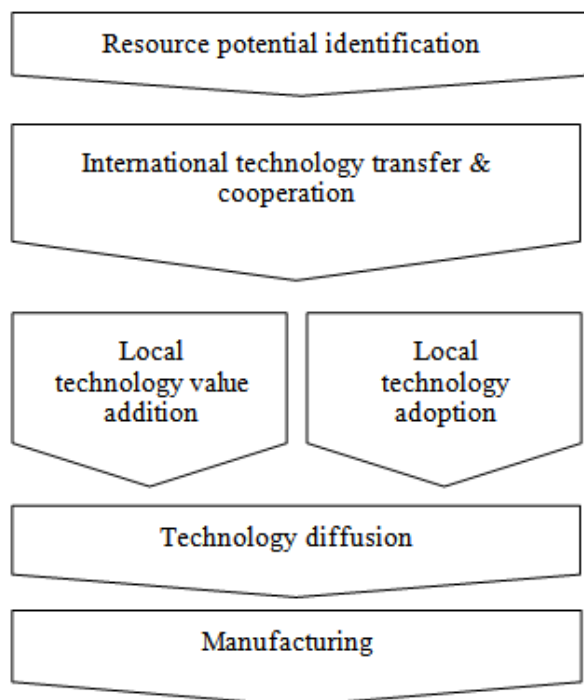 Resource potential identification
International technology transfer &
cooperation
Local
technology value
addition
Local
technology
adoption
Technology diffusion
Manufacturing